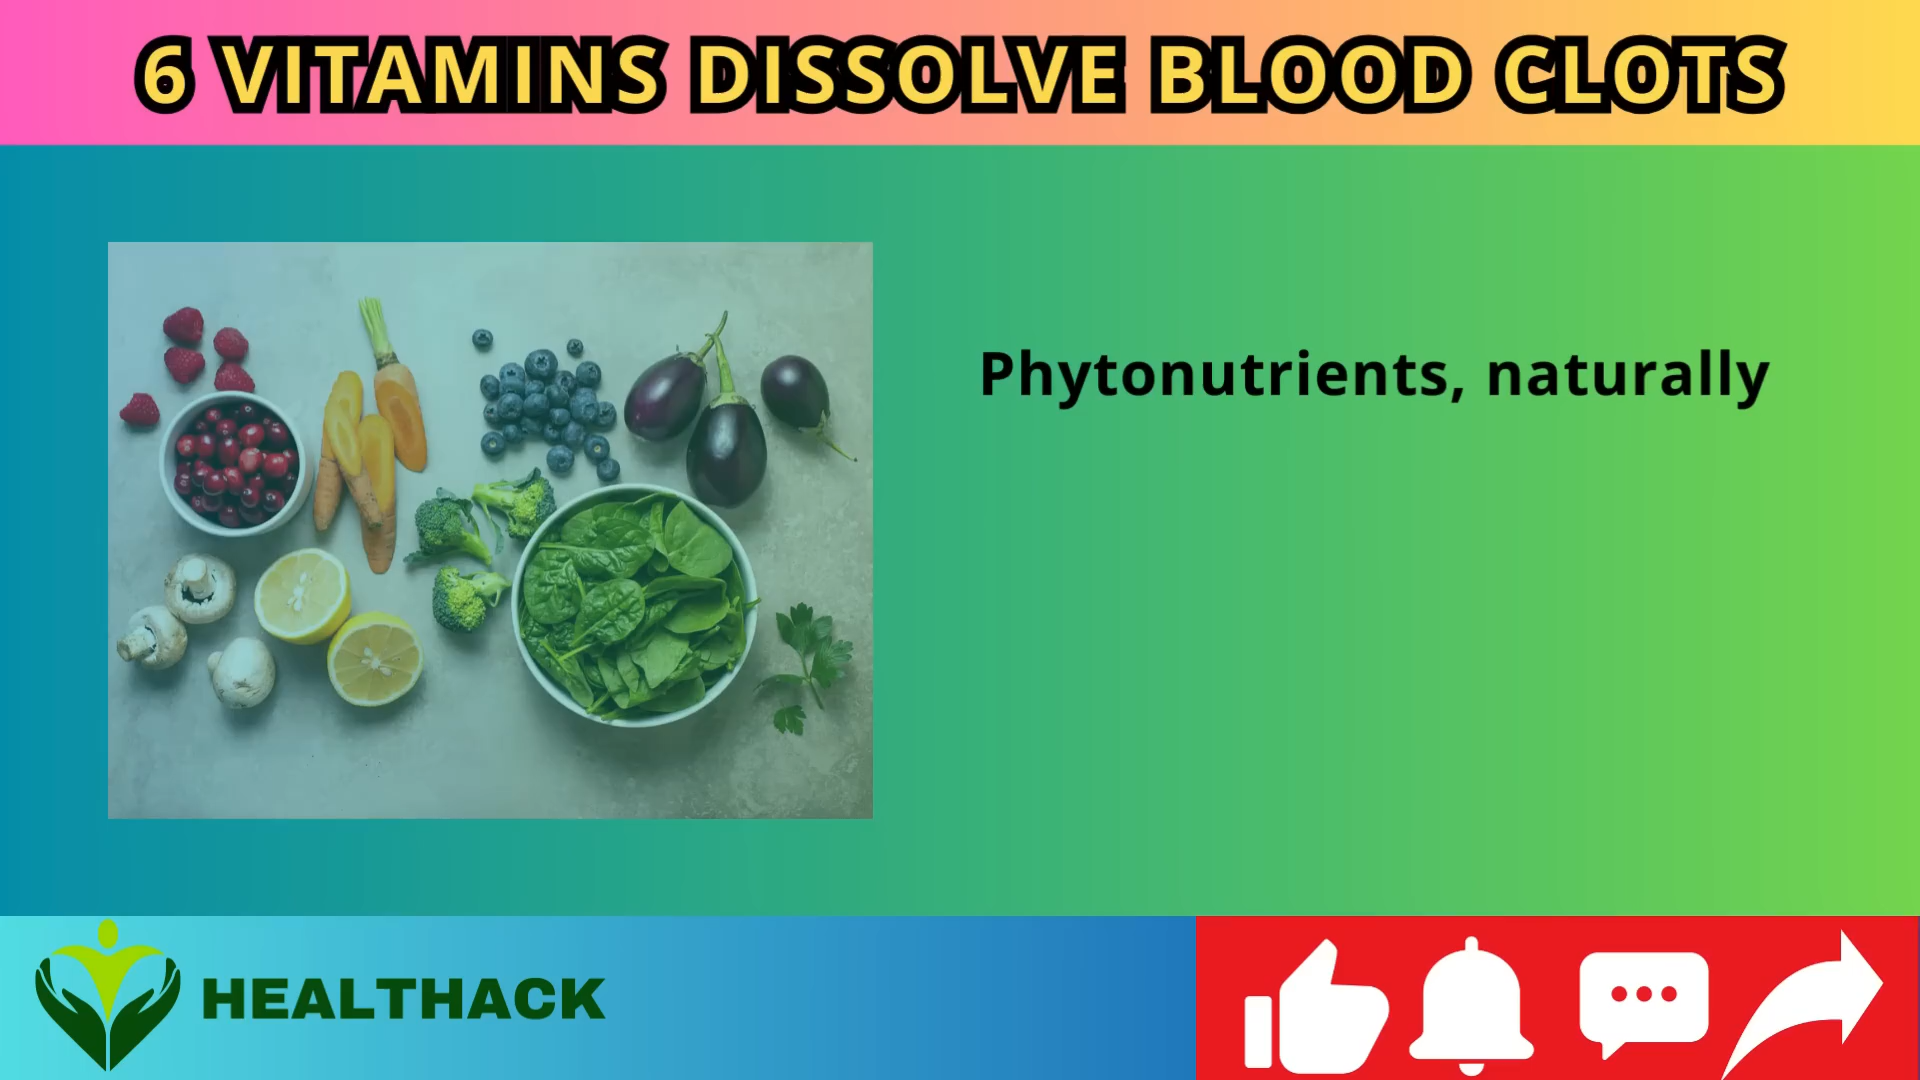 6 VITAMINS DISSOLVE BLOOD CLOTS
Phytonutrients, naturally
HEALTHACK